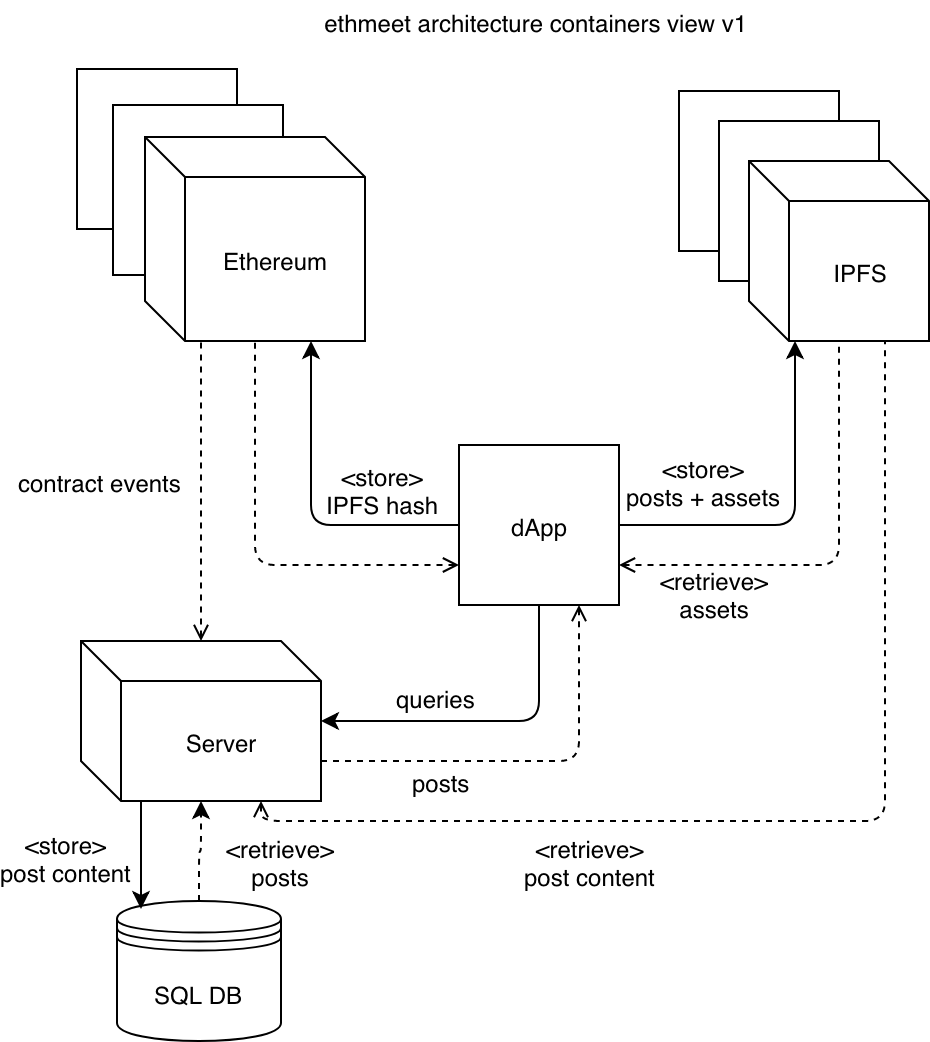 ethmeet architecture containers view v1
Ethereum
IPFS
contract events
<store>
IPFS hash
dApp
<store>
posts + assets
<retrieve>
assets
queries
Server
posts
<store>
post content
<retrieve>
posts
<retrieve>
post content
SQL DB